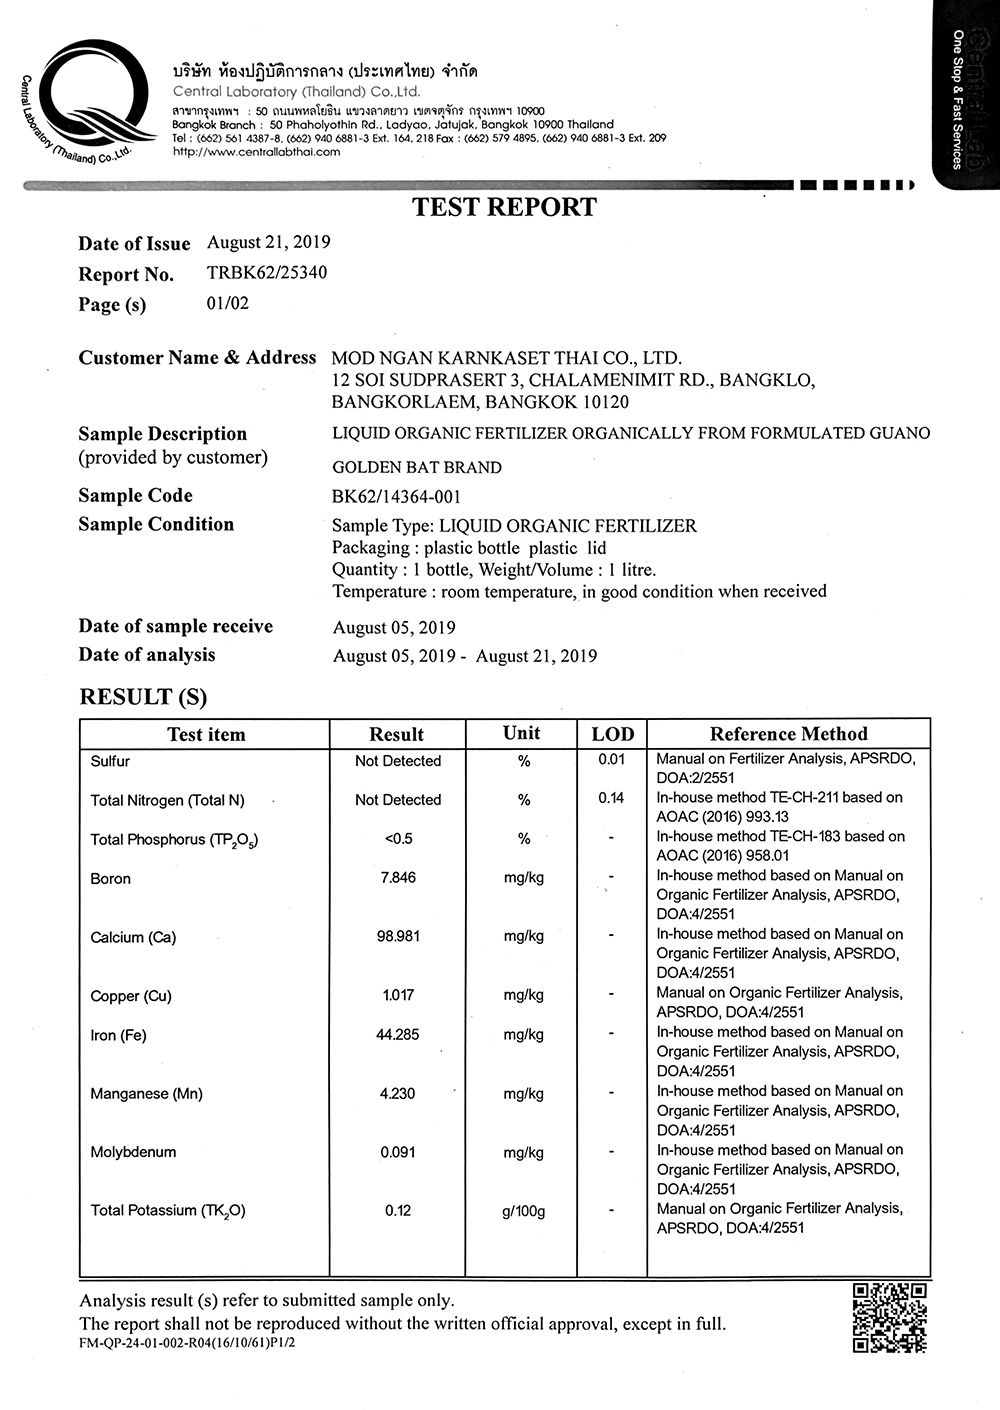 บริษัท ห้องปฏิบัติการกลาง (ประเทศไทย) จำกัด
Central Laboratory (Thailand) Co.,Ltd.
สาขากรุงเทพฯ : 50 ถนนพหลโยธิน แขวงลาดยาว เขตจตุจักร กรุงเทพฯ 10900
Bangkok Branch : 50 Phaholyothin Rd., Ladyao, Jatujak, Bangkok 10900 Thailand
Tel : (662) 561 4387-8, (662) 940 6881-3 Ext. 164, 218 Fax : (662) 579 4895, (662) 940 6881-3 Ext. 209
http://www.centrallabthai.com
Central Laboratory (Thailand) Co.,Ltd.
Central Lab
One Stop & Fast Services
TEST REPORT
Date of Issue August 21, 2019
Report No. TRBK62/25340
Page (s) 01/02
Customer Name & Address MOD NGAN KARNKASET THAI CO., LTD.
12 SOI SUDPRASERT 3, CHALAMENIMIT RD., BANGKLO,
BANGKORLAEM, BANGKOK 10120
Sample Description LIQUID ORGANIC FERTILIZER ORGANICALLY FROM FORMULATED GUANO
(provided by customer) GOLDEN BAT BRAND
Sample Code BK62/14364-001
Sample Condition Sample Type: LIQUID ORGANIC FERTILIZER
Packaging : plastic bottle plastic lid
Quantity : 1 bottle, Weight/Volume : 1 litre.
Temperature : room temperature, in good condition when received
Date of sample receive August 05, 2019
Date of analysis August 05, 2019 - August 21, 2019
RESULT (S)
Test item Result Unit LOD Reference Method
Sulfur Not Detected % 0.01 Manual on Fertilizer Analysis, APSRDO,
DOA:2/2551
Total Nitrogen (Total N) Not Detected % 0.14 In-house method TE-CH-211 based on
AOAC (2016) 993.13
Total Phosphorus (TP₂O₅) <0.5 % - In-house method TE-CH-183 based on
AOAC (2016) 958.01
Boron 7.846 mg/kg - In-house method based on Manual on
Organic Fertilizer Analysis, APSRDO,
DOA:4/2551
Calcium (Ca) 98.981 mg/kg - In-house method based on Manual on
Organic Fertilizer Analysis, APSRDO,
DOA:4/2551
Copper (Cu) 1.017 mg/kg - Manual on Organic Fertilizer Analysis,
APSRDO, DOA:4/2551
Iron (Fe) 44.285 mg/kg - In-house method based on Manual on
Organic Fertilizer Analysis, APSRDO,
DOA:4/2551
Manganese (Mn) 4.230 mg/kg - In-house method based on Manual on
Organic Fertilizer Analysis, APSRDO,
DOA:4/2551
Molybdenum 0.091 mg/kg - In-house method based on Manual on
Organic Fertilizer Analysis, APSRDO,
DOA:4/2551
Total Potassium (TK₂O) 0.12 g/100g - Manual on Organic Fertilizer Analysis,
APSRDO, DOA:4/2551
Analysis result (s) refer to submitted sample only.
The report shall not be reproduced without the written official approval, except in full.
FM-QP-24-01-002-R04(16/10/61)P1/2